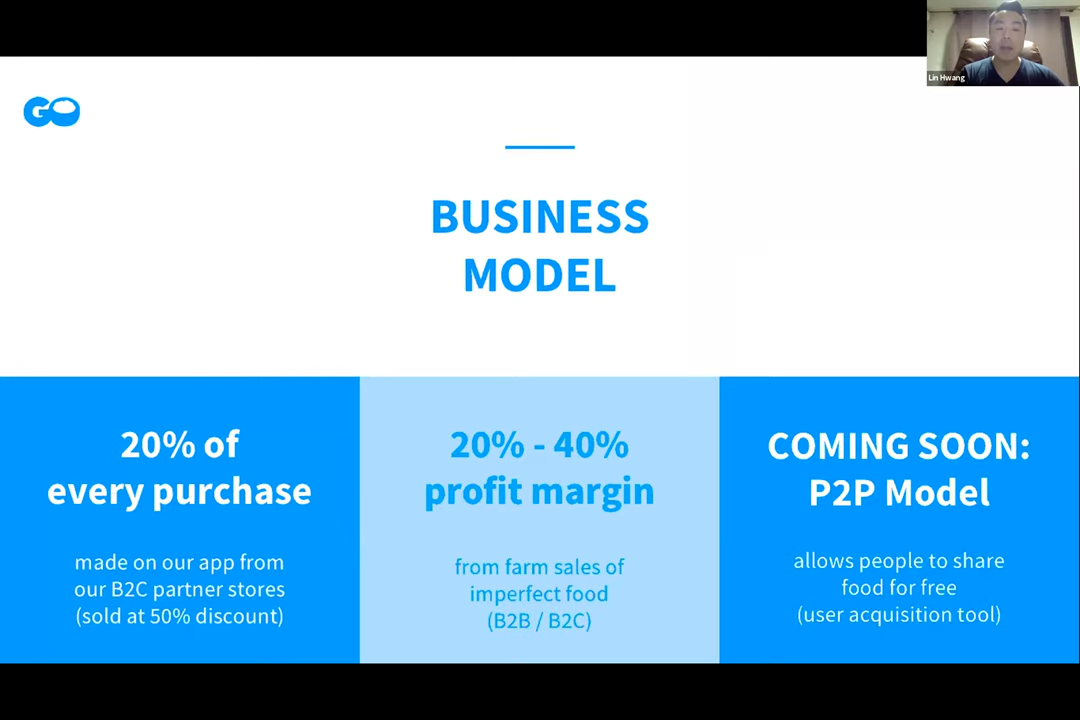 Lin Hwang
GO
BUSINESS
MODEL
20% of
every purchase
made on our app from
our B2C partner stores
(sold at 50% discount)
20% - 40%
profit margin
from farm sales of
imperfect food
(B2B / B2C)
COMING SOON:
P2P Model
allows people to share
food for free
(user acquisition tool)